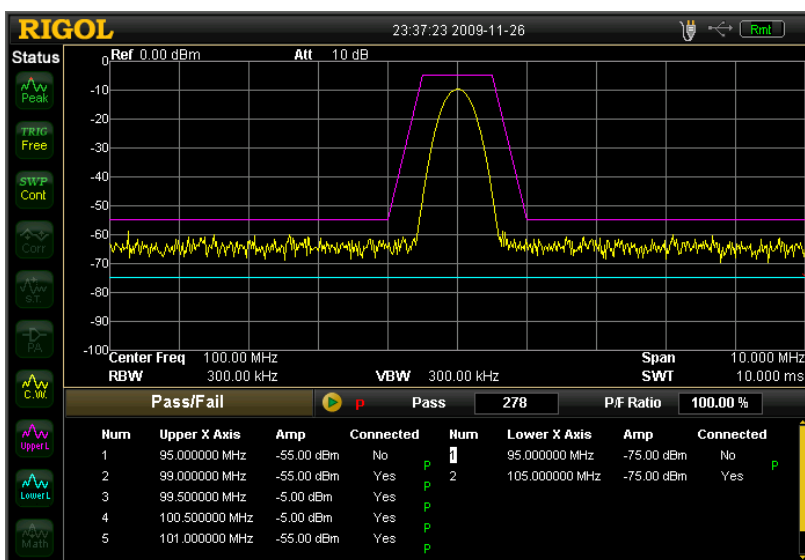 RIGOL 23:37:23 2009-11-26 Rmt
Status Ref 0.00 dBm Att 10 dB
0
-10
-20
-30
-40
-50
-60
-70
-80
-90
-100
Peak
TRIG
Free
SWP
Cont
Corr
S.T.
PA
C.W.
UpperL
LowerL
Math
Center Freq 100.00 MHz Span 10.000 MHz
RBW 300.00 kHz VBW 300.00 kHz SWT 10.000 ms
Pass/Fail P Pass 278 P/F Ratio 100.00 %
Num Upper X Axis Amp Connected Num Lower X Axis Amp Connected
1 95.000000 MHz -55.00 dBm No P 1 95.000000 MHz -75.00 dBm No P
2 99.000000 MHz -55.00 dBm Yes P 2 105.000000 MHz -75.00 dBm Yes
3 99.500000 MHz -5.00 dBm Yes P
4 100.500000 MHz -5.00 dBm Yes P
5 101.000000 MHz -55.00 dBm Yes P